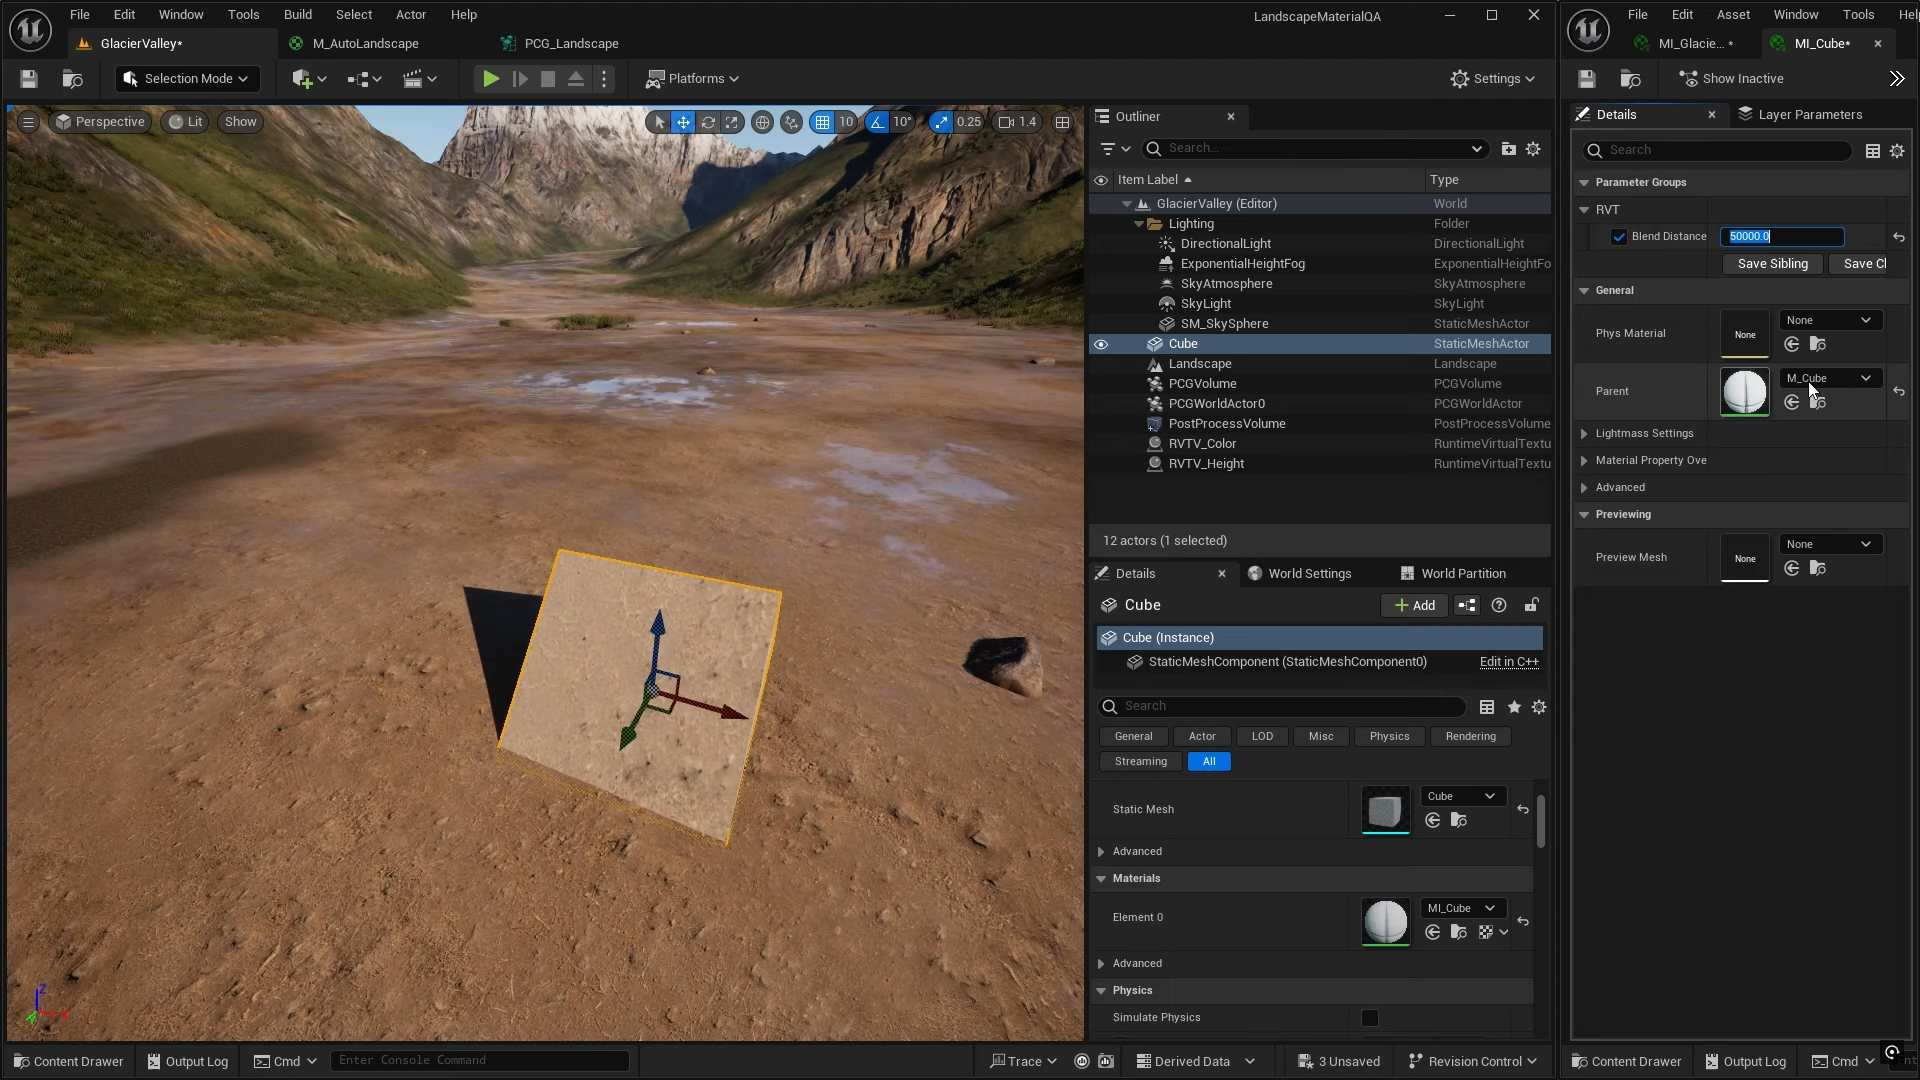 File Edit Window Tools Build Select Actor Help
LandscapeMaterialQA
GlacierValley*
M_AutoLandscape
PCG_Landscape
Selection Mode
Platforms
Settings
Perspective
Lit
Show
10
10°
0.25
1.4
Outliner
Search...
Item Label
Type
GlacierValley (Editor) World
Lighting Folder
DirectionalLight DirectionalLight
ExponentialHeightFog ExponentialHeightFo
SkyAtmosphere SkyAtmosphere
SkyLight SkyLight
SM_SkySphere StaticMeshActor
Cube StaticMeshActor
Landscape Landscape
PCGVolume PCGVolume
PCGWorldActor0 PCGWorldActor
PostProcessVolume PostProcessVolume
RVTV_Color RuntimeVirtualTextu
RVTV_Height RuntimeVirtualTextu
12 actors (1 selected)
Details
World Settings
World Partition
Cube
Add
Cube (Instance)
StaticMeshComponent (StaticMeshComponent0) Edit in C++
Search
General Actor LOD Misc Physics Rendering
Streaming All
Static Mesh
Cube
Advanced
Materials
Element 0
MI_Cube
Advanced
Physics
Simulate Physics
Z
Content Drawer
Output Log
Cmd
Enter Console Command
Trace
Derived Data
3 Unsaved
Revision Control
File Edit Asset Window Tools Hel
MI_Glacie... *
MI_Cube*
Show Inactive
Details
Layer Parameters
Search
Parameter Groups
RVT
Blend Distance
50000.0
Save Sibling
Save Cl
General
Phys Material
None
None
Parent
M_Cube
Lightmass Settings
Material Property Ove
Advanced
Previewing
Preview Mesh
None
None
Content Drawer
Output Log
Cmd